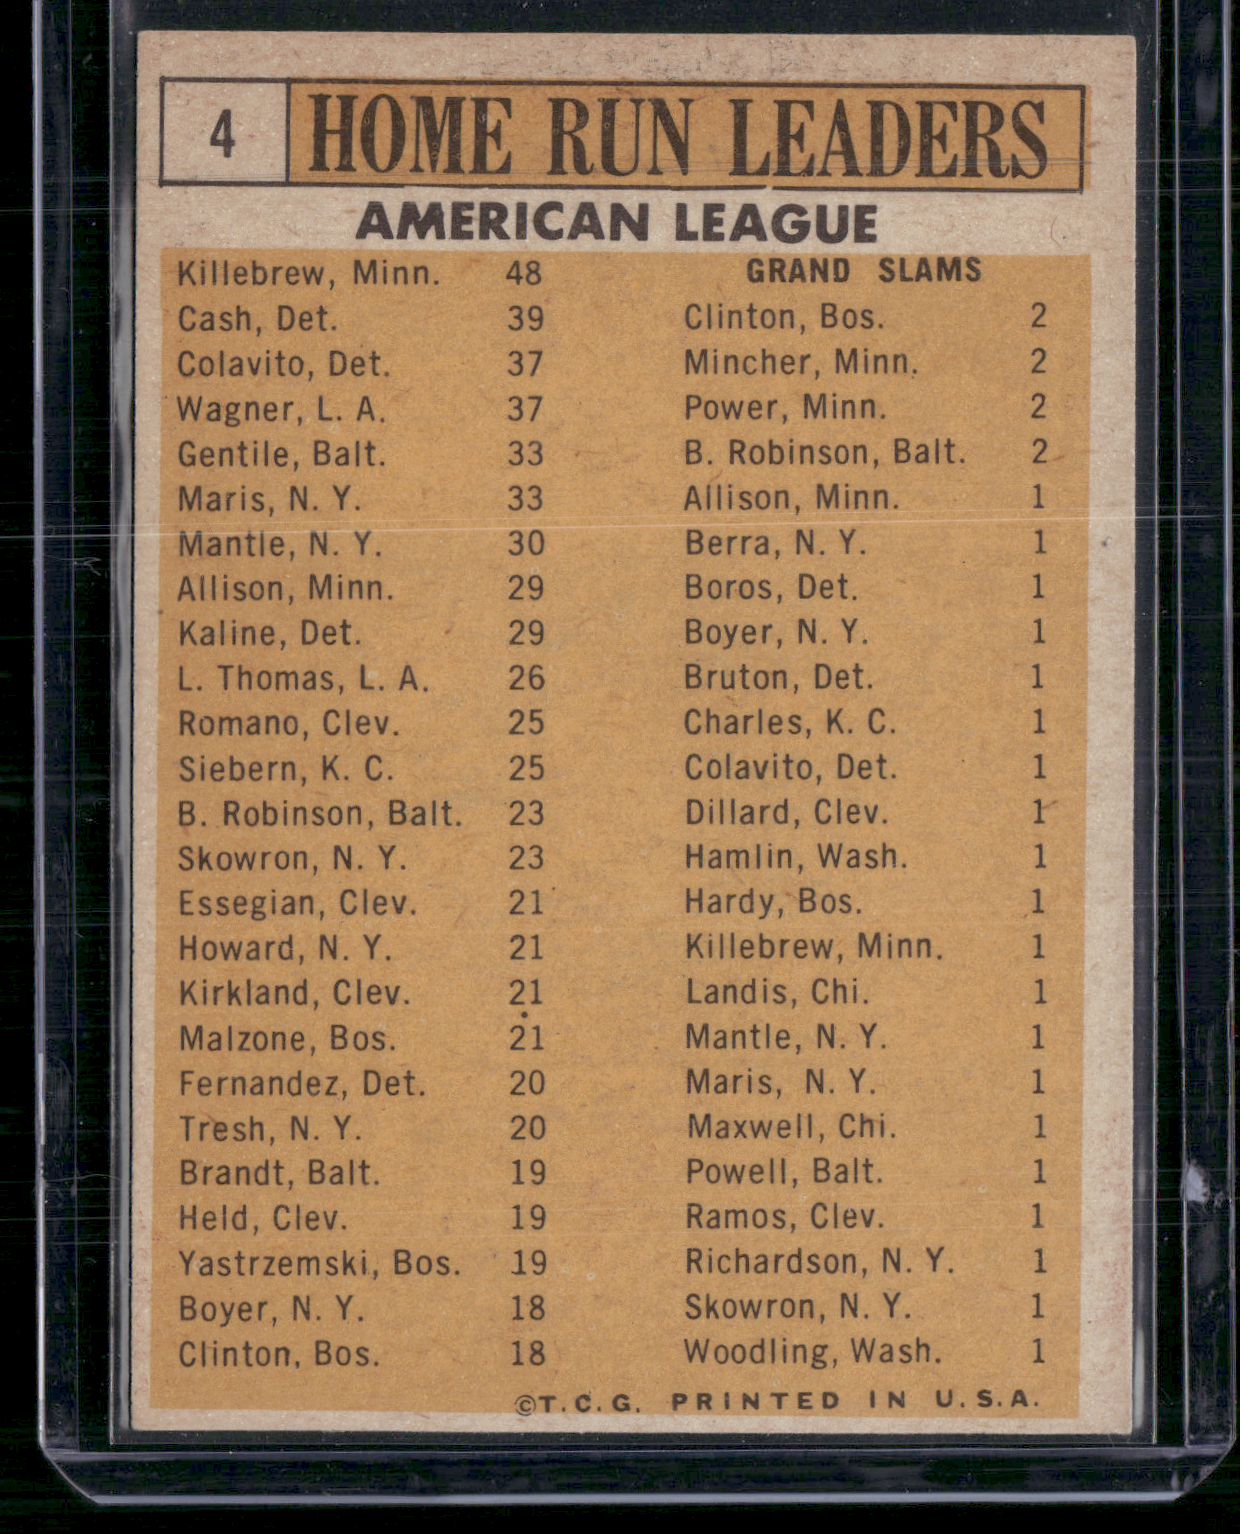 4 HOME RUN LEADERS
AMERICAN LEAGUE
Killebrew, Minn. 48
Cash, Det. 39
Colavito, Det. 37
Wagner, L. A. 37
Gentile, Balt. 33
Maris, N. Y. 33
Mantle, N. Y. 30
Allison, Minn. 29
Kaline, Det. 29
L. Thomas, L. A. 26
Romano, Clev. 25
Siebern, K. C. 25
B. Robinson, Balt. 23
Skowron, N. Y. 23
Essegian, Clev. 21
Howard, N. Y. 21
Kirkland, Clev. 21
Malzone, Bos. 21
Fernandez, Det. 20
Tresh, N. Y. 20
Brandt, Balt. 19
Held, Clev. 19
Yastrzemski, Bos. 19
Boyer, N. Y. 18
Clinton, Bos. 18
GRAND SLAMS
Clinton, Bos. 2
Mincher, Minn. 2
Power, Minn. 2
B. Robinson, Balt. 2
Allison, Minn. 1
Berra, N. Y. 1
Boros, Det. 1
Boyer, N. Y. 1
Bruton, Det. 1
Charles, K. C. 1
Colavito, Det. 1
Dillard, Clev. 1
Hamlin, Wash. 1
Hardy, Bos. 1
Killebrew, Minn. 1
Landis, Chi. 1
Mantle, N. Y. 1
Maris, N. Y. 1
Maxwell, Chi. 1
Powell, Balt. 1
Ramos, Clev. 1
Richardson, N. Y. 1
Skowron, N. Y. 1
Woodling, Wash. 1
©T.C.G. PRINTED IN U.S.A.